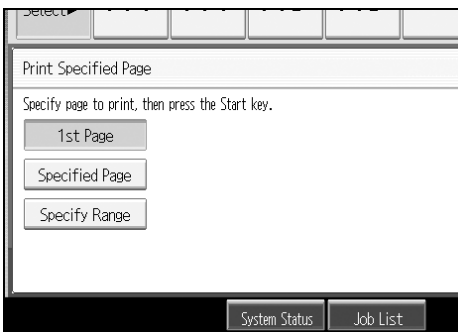 Select►
Print Specified Page
Specify page to print, then press the Start key.
1st Page
Specified Page
Specify Range
System Status
Job List